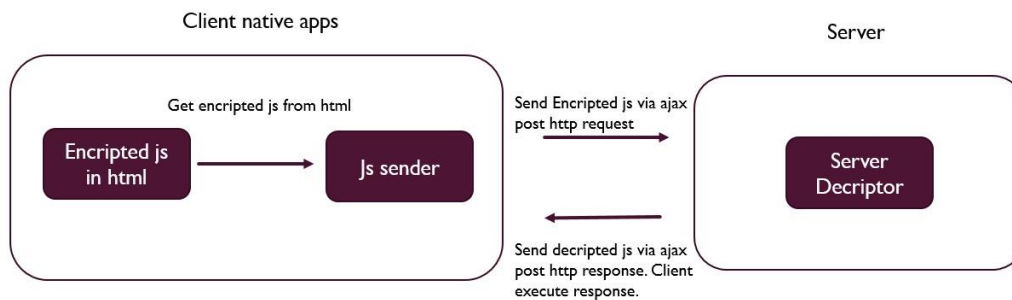 Client native apps
Server
Get encripted js from html
Encripted js
in html
Js sender
Send Encripted js via ajax
post http request
Server
Decriptor
Send decripted js via ajax
post http response. Client
execute response.